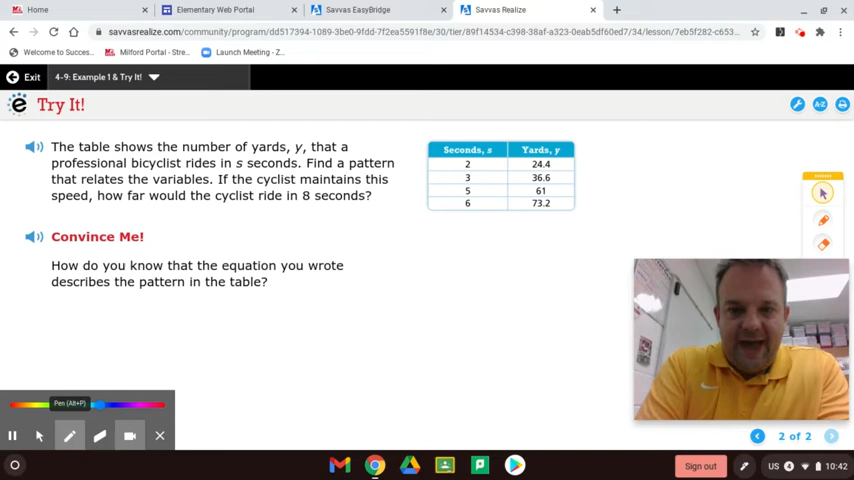 Home
Elementary Web Portal
Savvas EasyBridge
Savvas Realize
savvasrealize.com/community/program/dd517394-1089-3be0-9fdd-7f2ea5591f8e/30/tier/89f14534-c398-38af-a323-0eab5df60ed7/34/lesson/7eb5f282-c653...
Welcome to Succes...
Milford Portal - Stre...
Launch Meeting - Z...
Exit
4-9: Example 1 & Try It!
e Try It!
A-Z
The table shows the number of yards, y, that a
professional bicyclist rides in s seconds. Find a pattern
that relates the variables. If the cyclist maintains this
speed, how far would the cyclist ride in 8 seconds?
Seconds, s Yards, y
2 24.4
3 36.6
5 61
6 73.2
Convince Me!
How do you know that the equation you wrote
describes the pattern in the table?
Pen (Alt+P)
2 of 2
Sign out
US
4
10:42